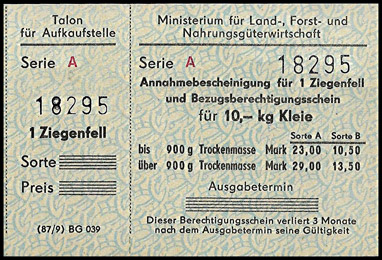 Talon
für Aufkaufstelle
Serie A
18295
1 Ziegenfell
Sorte
Preis
(87/9) BG 039
Ministerium für Land-, Forst- und
Nahrungsgüterwirtschaft
Serie A 18295
Annahmebescheinigung für 1 Ziegenfell
und Bezugsberechtigungsschein
für 10,— kg Kleie
Sorte A Sorte B
bis 900 g Trockenmasse Mark 23,00 10,50
über 900 g Trockenmasse Mark 29,00 13,50
Ausgabetermin
Dieser Berechtigungsschein verliert 3 Monate
nach dem Ausgabetermin seine Gültigkeit